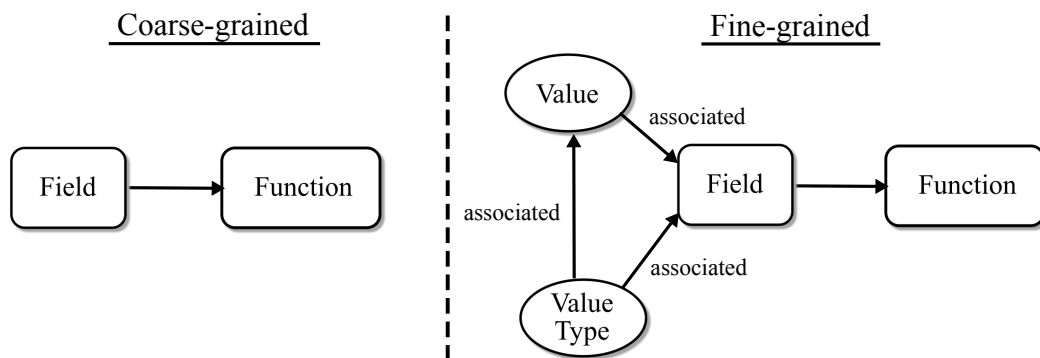 Coarse-grained
Field
Function
Fine-grained
Value
associated
Field
Function
associated
associated
Value
Type